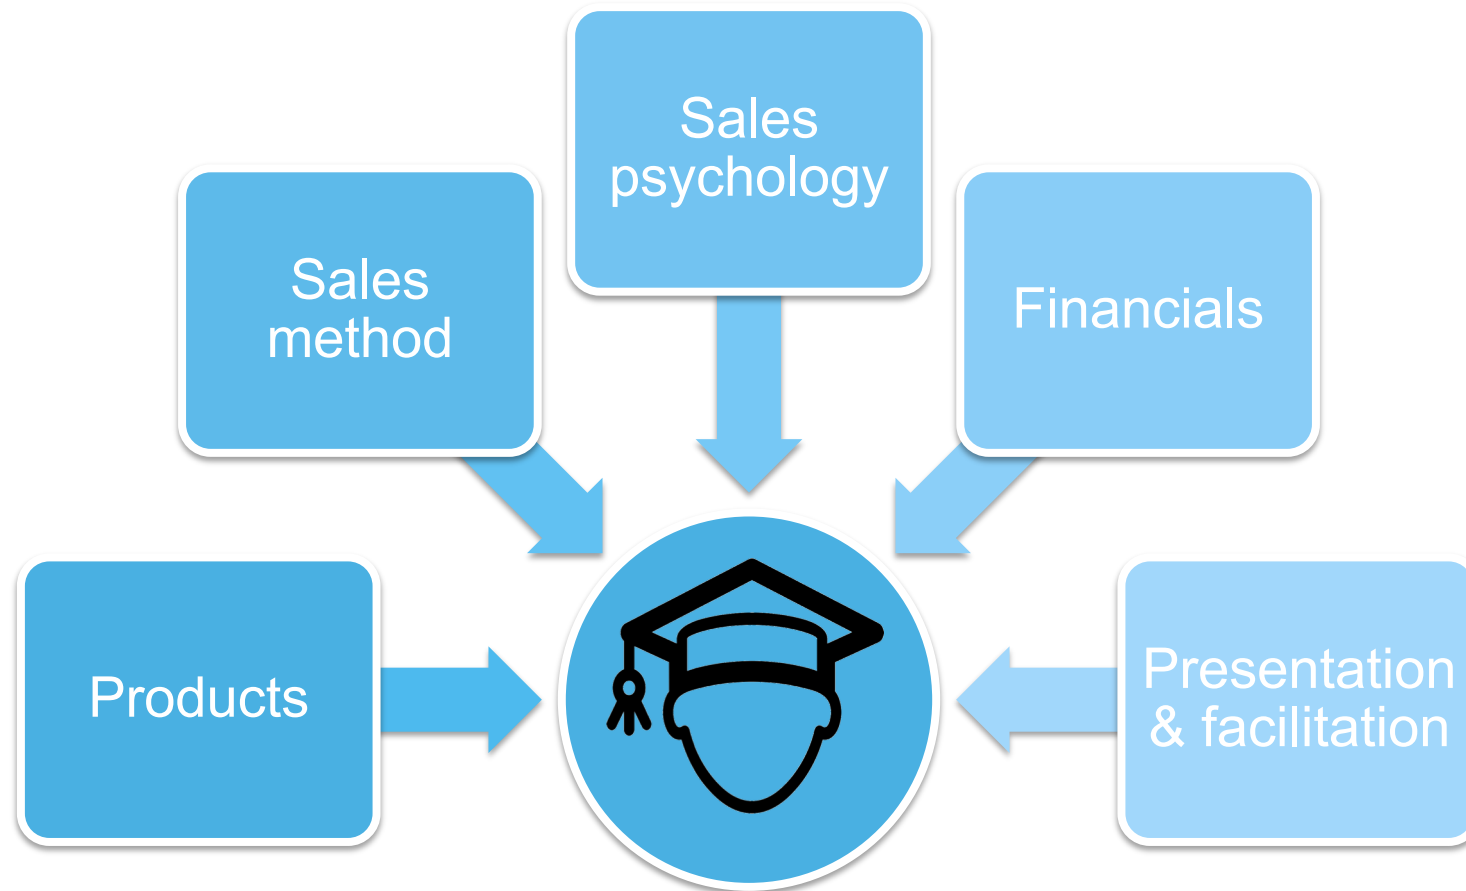 Sales
psychology
Sales
method
Financials
Products
Presentation
& facilitation